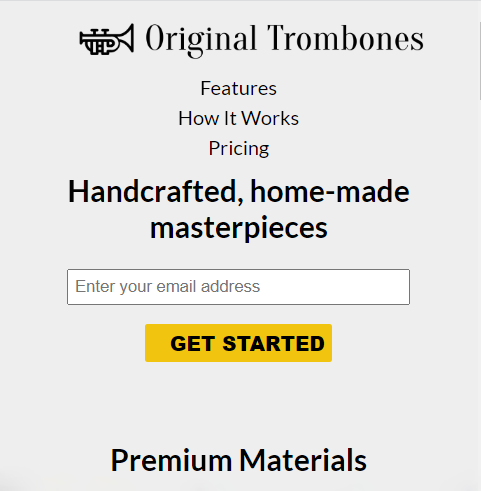 Original Trombones
Features
How It Works
Pricing
Handcrafted, home-made
masterpieces
Enter your email address
GET STARTED
Premium Materials